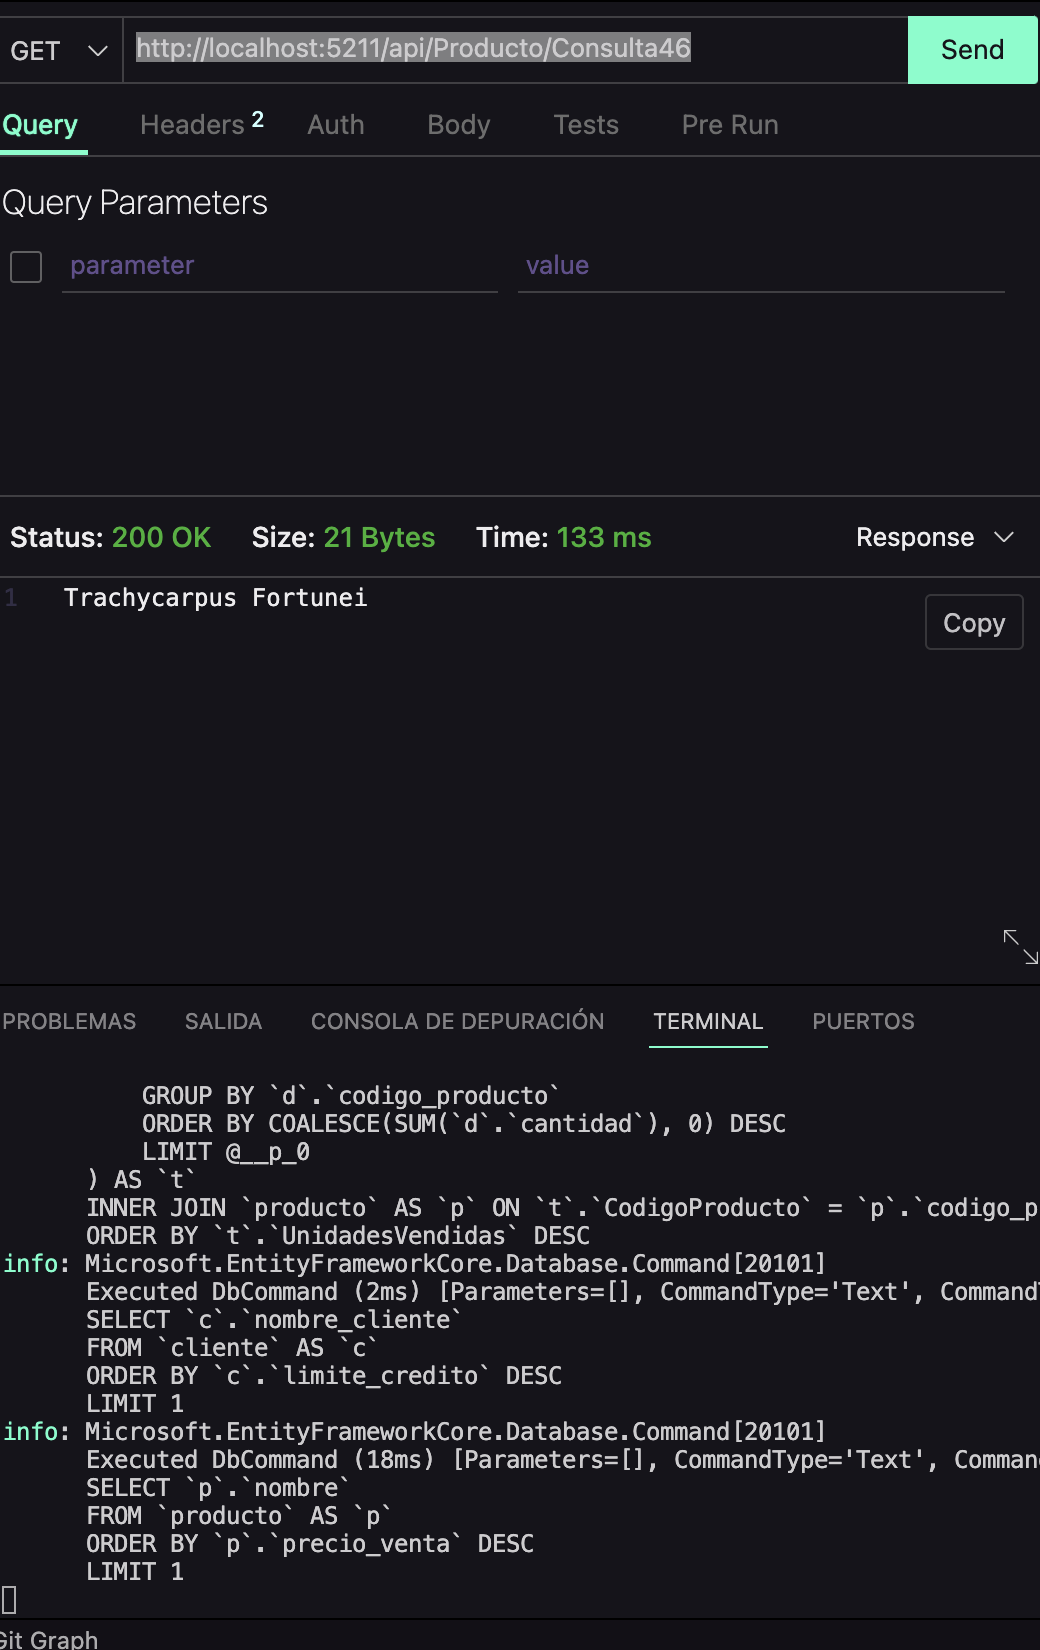 GET http://localhost:5211/api/Producto/Consulta46 Send
Query Headers 2 Auth Body Tests Pre Run
Query Parameters
parameter value
Status: 200 OK Size: 21 Bytes Time: 133 ms Response
1 Trachycarpus Fortunei
Copy
PROBLEMAS SALIDA CONSOLA DE DEPURACIÓN TERMINAL PUERTOS
GROUP BY `d`.`codigo_producto`
ORDER BY COALESCE(SUM(`d`.`cantidad`), 0) DESC
LIMIT @__p_0
) AS `t`
INNER JOIN `producto` AS `p` ON `t`.`CodigoProducto` = `p`.`codigo_p
ORDER BY `t`.`UnidadesVendidas` DESC
info: Microsoft.EntityFrameworkCore.Database.Command[20101]
Executed DbCommand (2ms) [Parameters=[], CommandType='Text', Command
SELECT `c`.`nombre_cliente`
FROM `cliente` AS `c`
ORDER BY `c`.`limite_credito` DESC
LIMIT 1
info: Microsoft.EntityFrameworkCore.Database.Command[20101]
Executed DbCommand (18ms) [Parameters=[], CommandType='Text', Comman
SELECT `p`.`nombre`
FROM `producto` AS `p`
ORDER BY `p`.`precio_venta` DESC
LIMIT 1
Git Graph